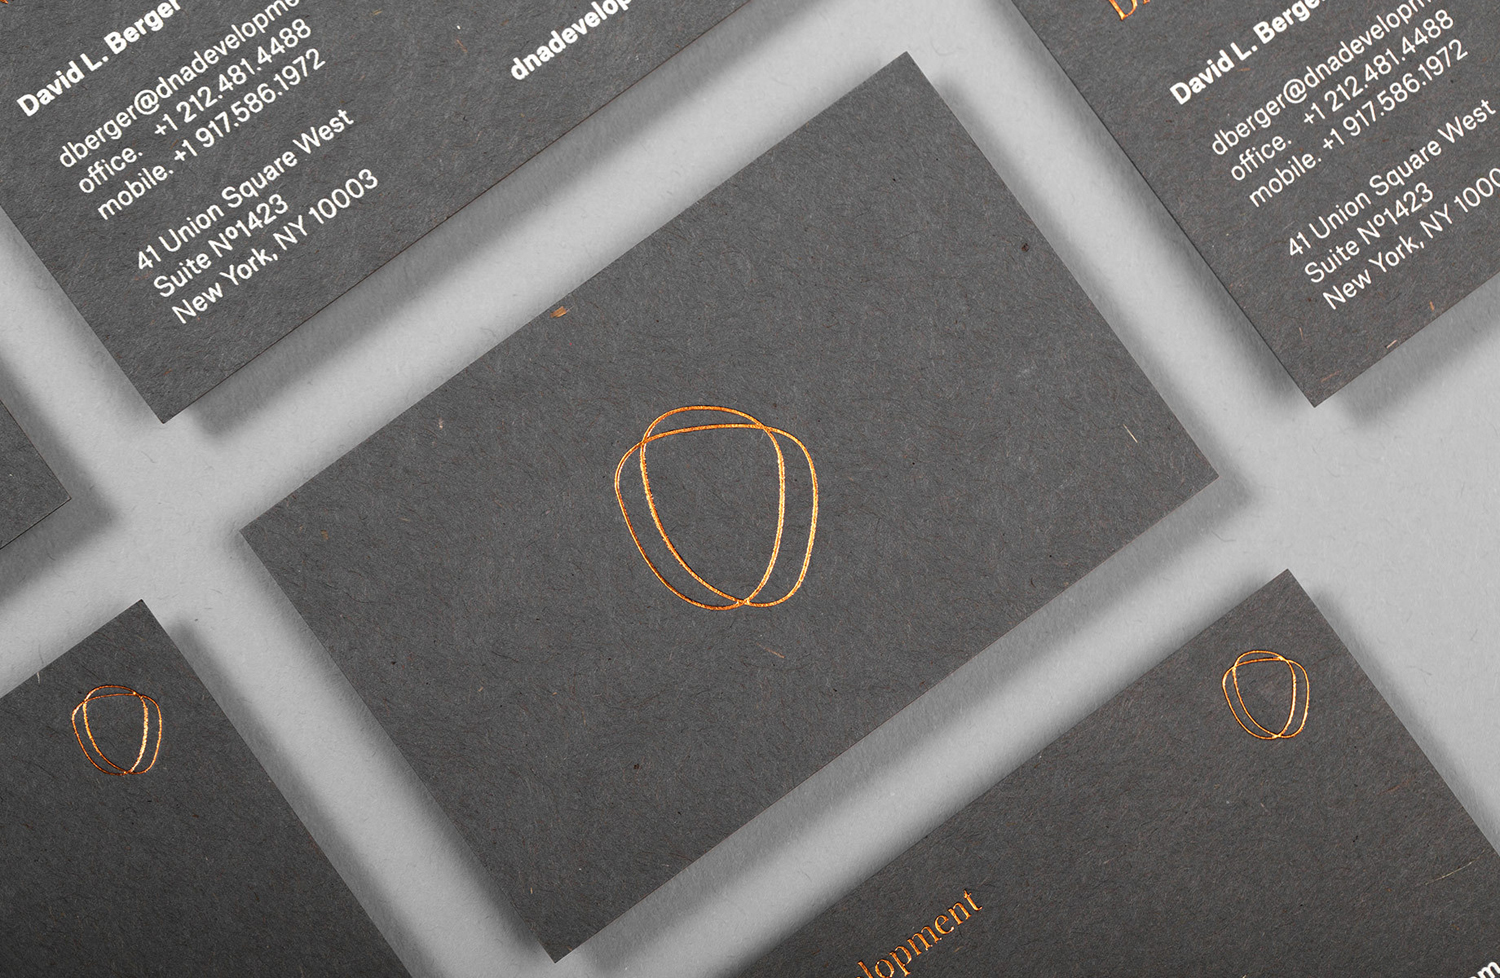 David L. Berger
dberger@dnadevelopme
office. +1 212.481.4488
mobile. +1 917.586.1972
41 Union Square West
Suite Nº1423
New York, NY 10003
dnadevelop
David L. Berger
dberger@dnadevelopm
office. +1 212.481.4488
mobile. +1 917.586.1972
41 Union Square West
Suite Nº1423
New York, NY 1000
lopment